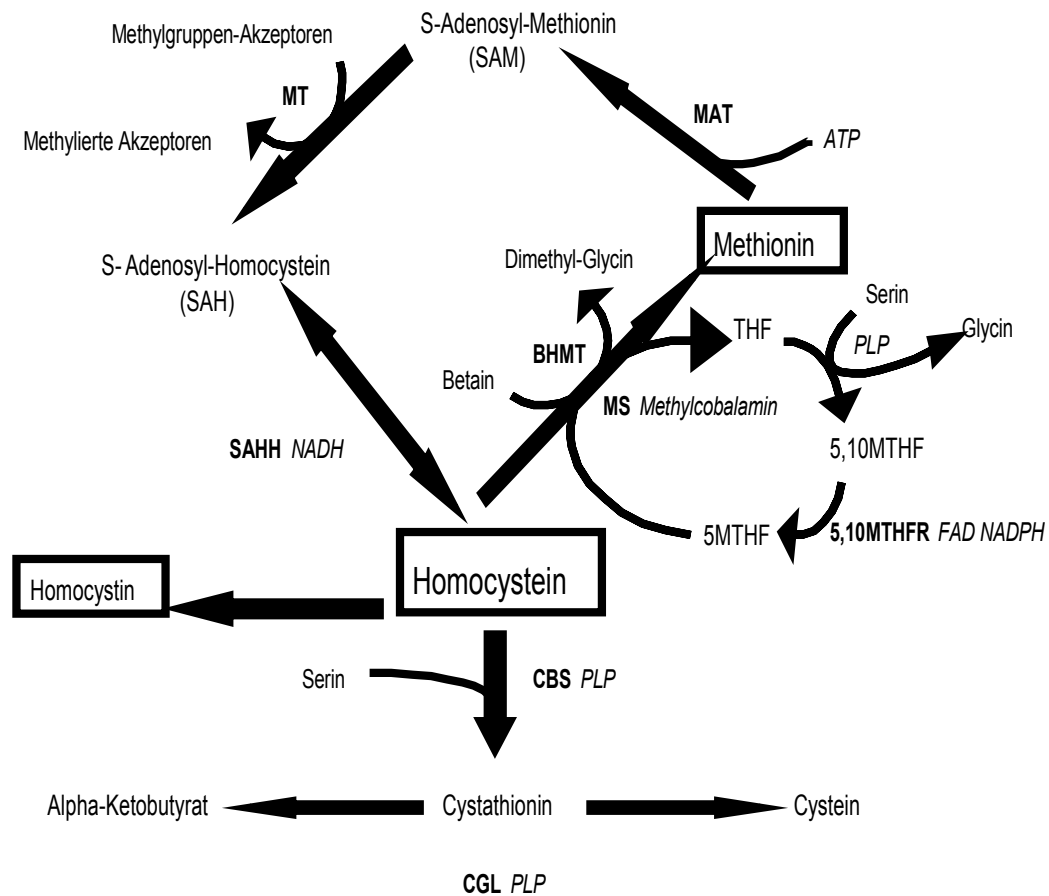 Methylgruppen-Akzeptoren
S-Adenosyl-Methionin
(SAM)
MT
MAT
Methylierte Akzeptoren
ATP
Methionin
Dimethyl-Glycin
S- Adenosyl-Homocystein
(SAH)
Serin
THF
Glycin
PLP
BHMT
Betain
MS Methylcobalamin
SAHH NADH
5,10MTHF
5MTHF
5,10MTHFR FAD NADPH
Homocystin
Homocystein
Serin
CBS PLP
Alpha-Ketobutyrat
Cystathionin
Cystein
CGL PLP